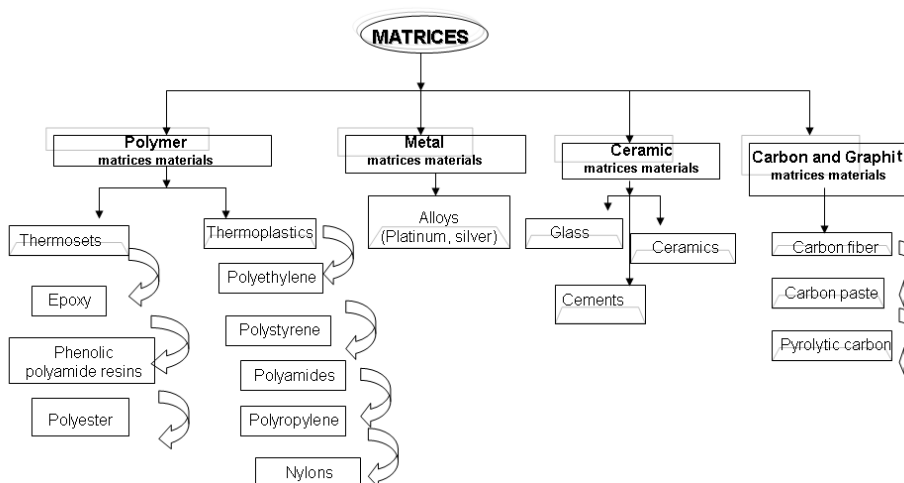 MATRICES
Polymer
matrices materials
Metal
matrices materials
Ceramic
matrices materials
Carbon and Graphit
matrices materials
Thermosets
Epoxy
Phenolic
polyamide resins
Polyester
Thermoplastics
Polyethylene
Polystyrene
Polyamides
Polyropylene
Nylons
Alloys
(Platinum, silver)
Glass
Ceramics
Cements
Carbon fiber
Carbon paste
Pyrolytic carbon